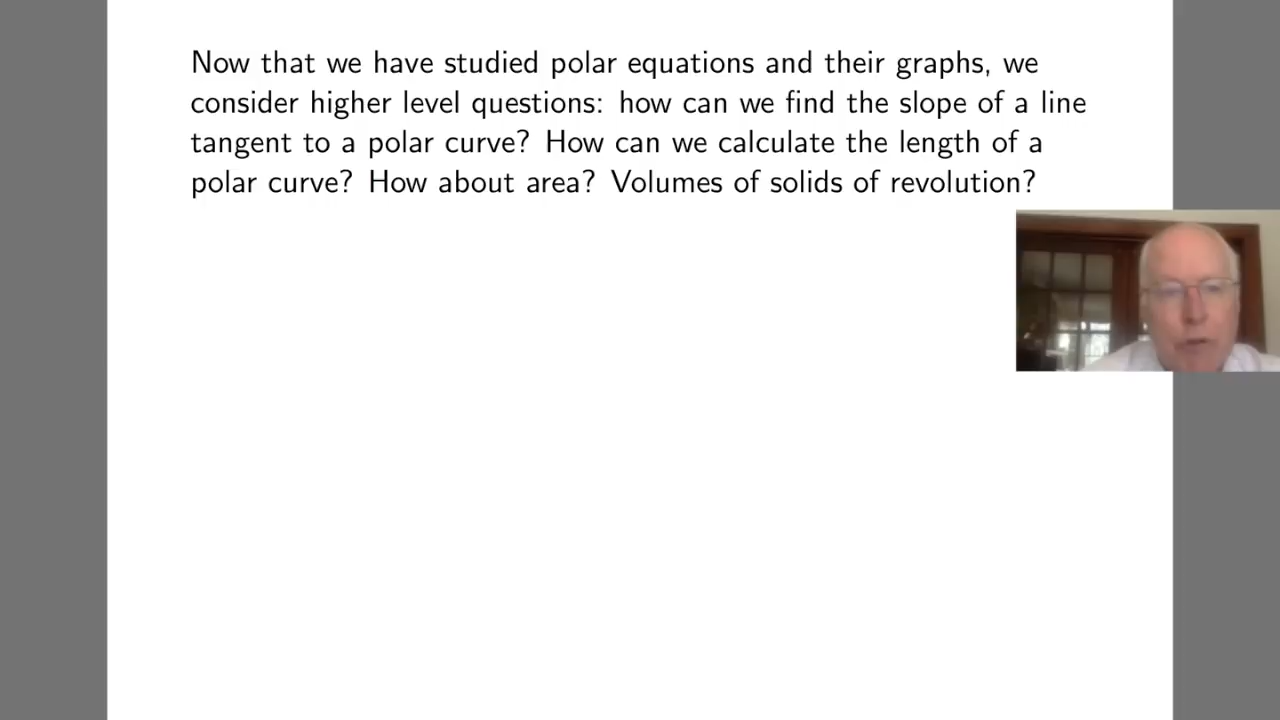 Now that we have studied polar equations and their graphs, we
consider higher level questions: how can we find the slope of a line
tangent to a polar curve? How can we calculate the length of a
polar curve? How about area? Volumes of solids of revolution?